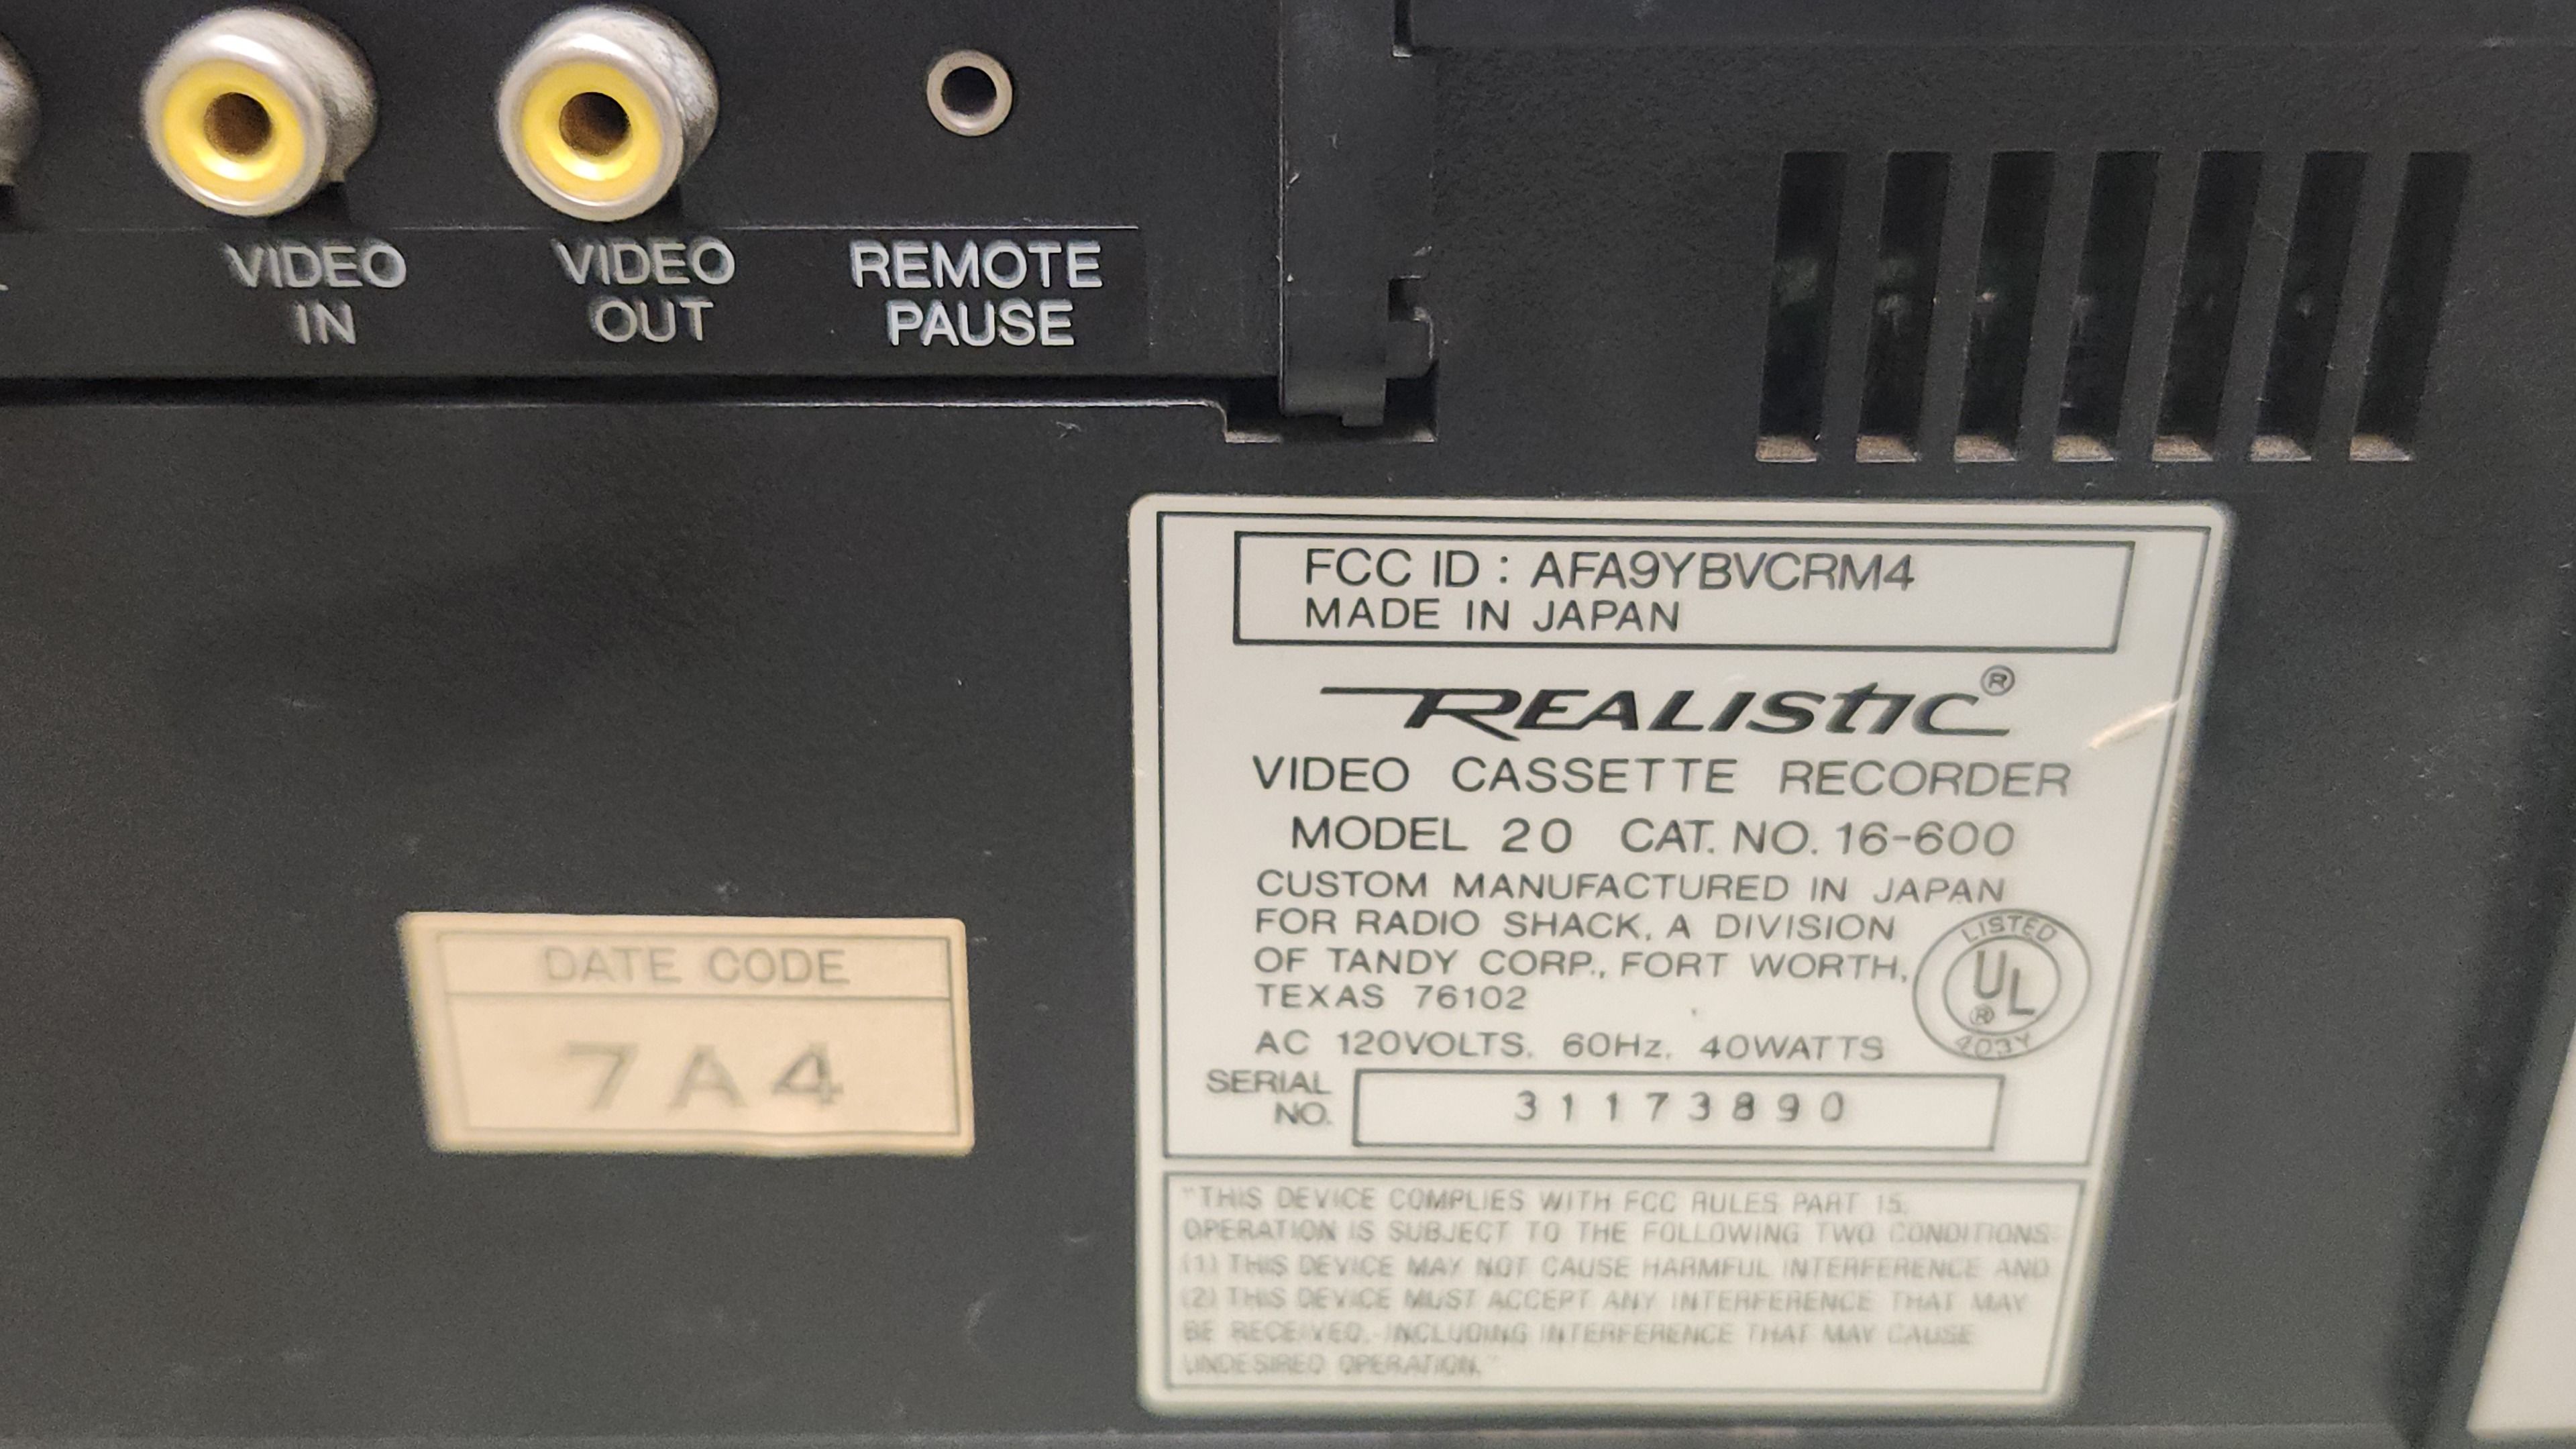 VIDEO
IN
VIDEO
OUT
REMOTE
PAUSE
FCC ID : AFA9YBVCRM4
MADE IN JAPAN
REALISTIC®
VIDEO CASSETTE RECORDER
MODEL 20 CAT. NO. 16-600
CUSTOM MANUFACTURED IN JAPAN
FOR RADIO SHACK, A DIVISION
OF TANDY CORP., FORT WORTH,
TEXAS 76102
LISTED
UL
®
403Y
AC 120VOLTS. 60Hz. 40WATTS
SERIAL
NO.
31173890
"THIS DEVICE COMPLIES WITH FCC RULES PART 15.
OPERATION IS SUBJECT TO THE FOLLOWING TWO CONDITIONS:
(1) THIS DEVICE MAY NOT CAUSE HARMFUL INTERFERENCE AND
(2) THIS DEVICE MUST ACCEPT ANY INTERFERENCE THAT MAY
BE RECEIVED, INCLUDING INTERFERENCE THAT MAY CAUSE
UNDESIRED OPERATION."
DATE CODE
7A4